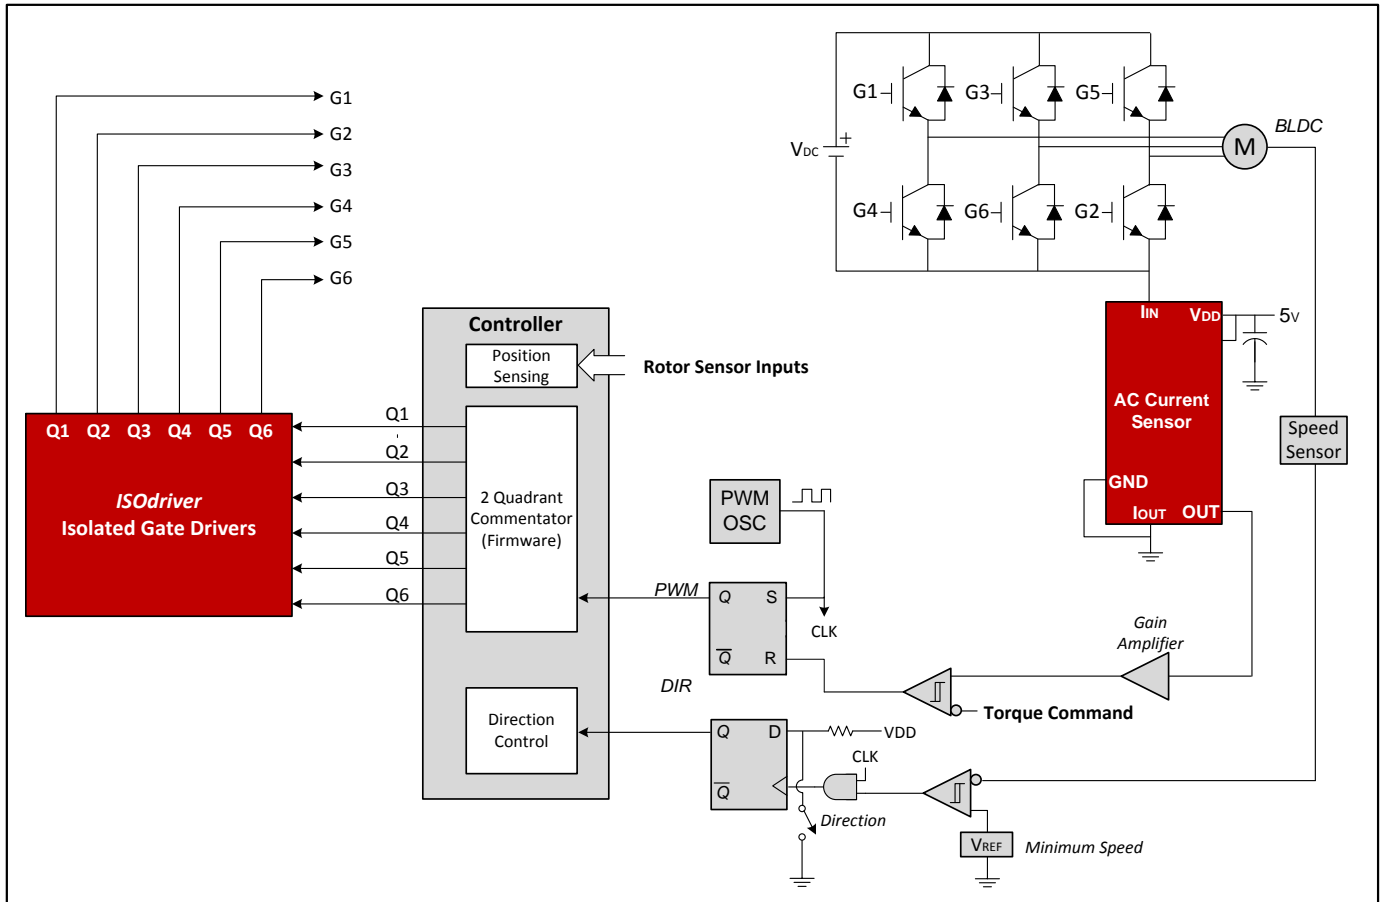 G1
G2
G3
G4
G5
G6
Q1 Q2 Q3 Q4 Q5 Q6
ISOdriver
Isolated Gate Drivers
Q1
Q2
Q3
Q4
Q5
Q6
Controller
Position
Sensing
Rotor Sensor Inputs
2 Quadrant
Commentator
(Firmware)
Direction
Control
PWM
DIR
PWM
OSC
Q S
Q R
CLK
Q D
Q
VDD
CLK
Direction
Gain
Amplifier
Torque Command
VREF
Minimum Speed
VDC
+
G1
G3
G5
G4
G6
G2
BLDC
M
IIN VDD
5V
AC Current
Sensor
GND
IOUT OUT
Speed
Sensor